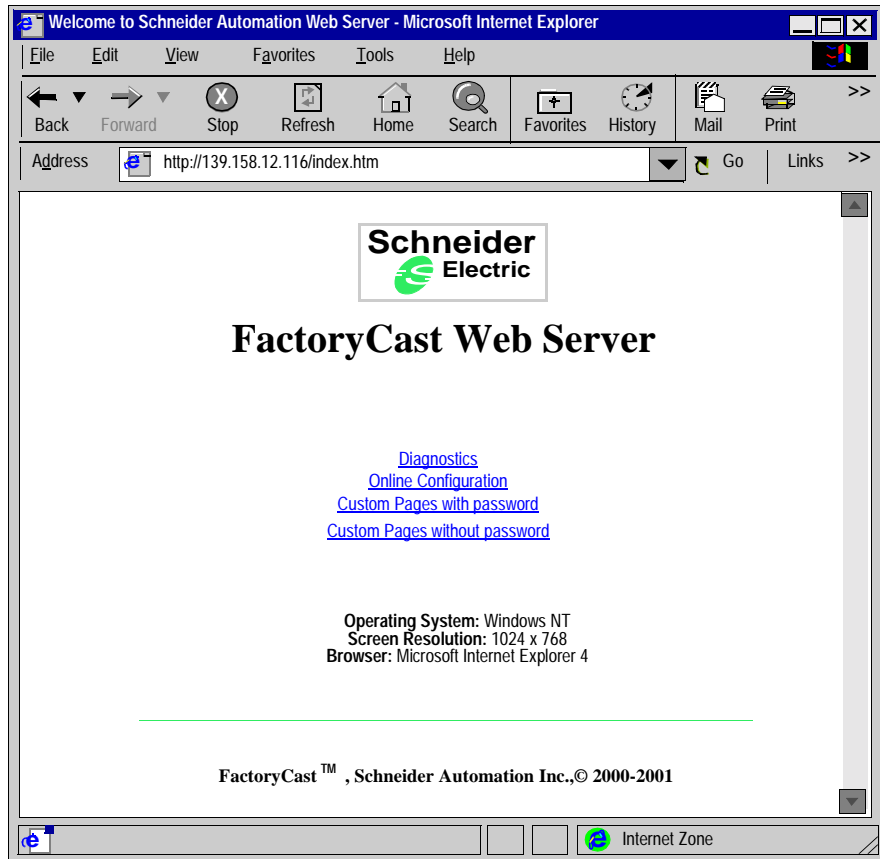 Welcome to Schneider Automation Web Server - Microsoft Internet Explorer
File Edit View Favorites Tools Help
Back Forward Stop Refresh Home Search Favorites History Mail Print >>
Address http://139.158.12.116/index.htm Go Links >>
Schneider
Electric
FactoryCast Web Server
Diagnostics
Online Configuration
Custom Pages with password
Custom Pages without password
Operating System: Windows NT
Screen Resolution: 1024 x 768
Browser: Microsoft Internet Explorer 4
FactoryCast TM , Schneider Automation Inc.,© 2000-2001
Internet Zone